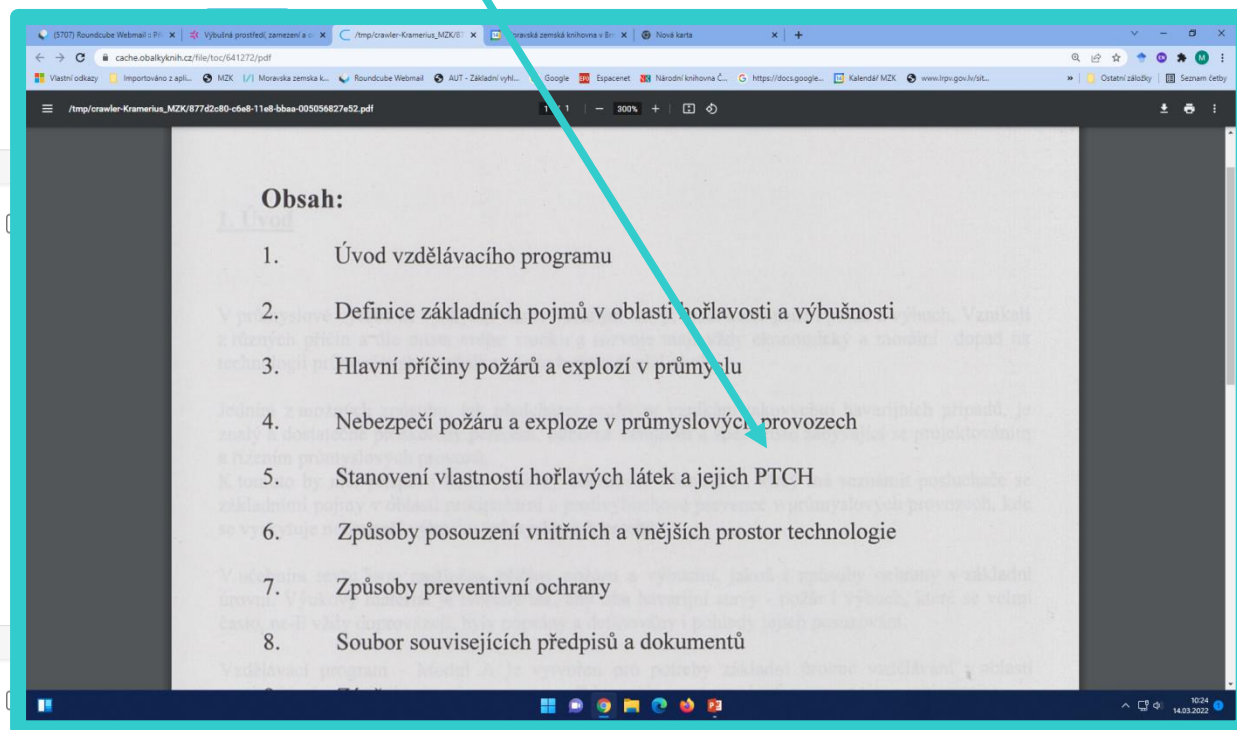 (5707) Roundcube Webmail :: Př
Výbušná prostředí, zamezení a o
/tmp/crawler-Kramerius_MZK/87
Moravská zemská knihovna v Brn
Nová karta
cache.obalkyknih.cz/file/toc/641272/pdf
Vlastní odkazy
Importováno z apli...
MZK
Moravska zemska k...
Roundcube Webmail
AUT - Základní vyhl...
Google
Espacenet
Národní knihovna Č...
https://docs.google...
Kalendář MZK
www.lrpv.gov.lv/sit...
Ostatní záložky
Seznam četby
/tmp/crawler-Kramerius_MZK/877d2c80-c6e8-11e8-bbaa-005056827e52.pdf
1 / 1
300%
Obsah:
1. Úvod
1. Úvod vzdělávacího programu
2. Definice základních pojmů v oblasti hořlavosti a výbušnosti
3. Hlavní příčiny požárů a explozí v průmyslu
4. Nebezpečí požáru a exploze v průmyslových provozech
5. Stanovení vlastností hořlavých látek a jejich PTCH
6. Způsoby posouzení vnitřních a vnějších prostor technologie
7. Způsoby preventivní ochrany
8. Soubor souvisejících předpisů a dokumentů
10:24
14.03.2022